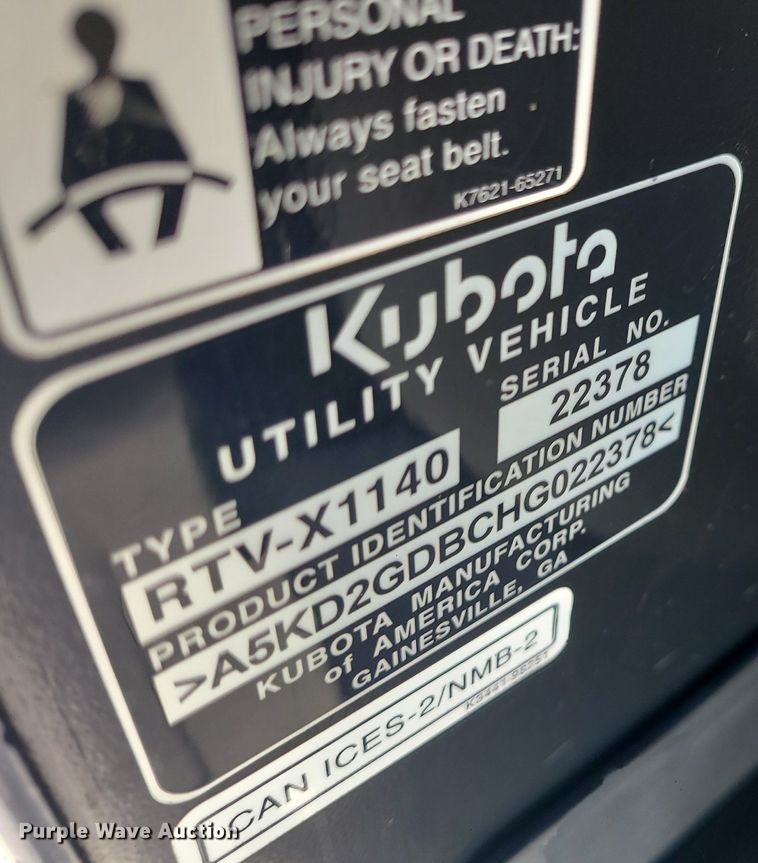 PERSONAL
INJURY OR DEATH:
Always fasten
your seat belt.
K7621-65271
Kubota
UTILITY VEHICLE
SERIAL NO.
22378
TYPE
RTV-X1140
PRODUCT IDENTIFICATION NUMBER
>A5KD2GDBCHG022378<
KUBOTA MANUFACTURING
of AMERICA CORP.
GAINESVILLE, GA
CAN ICES-2/NMB-2
Purple Wave Auction